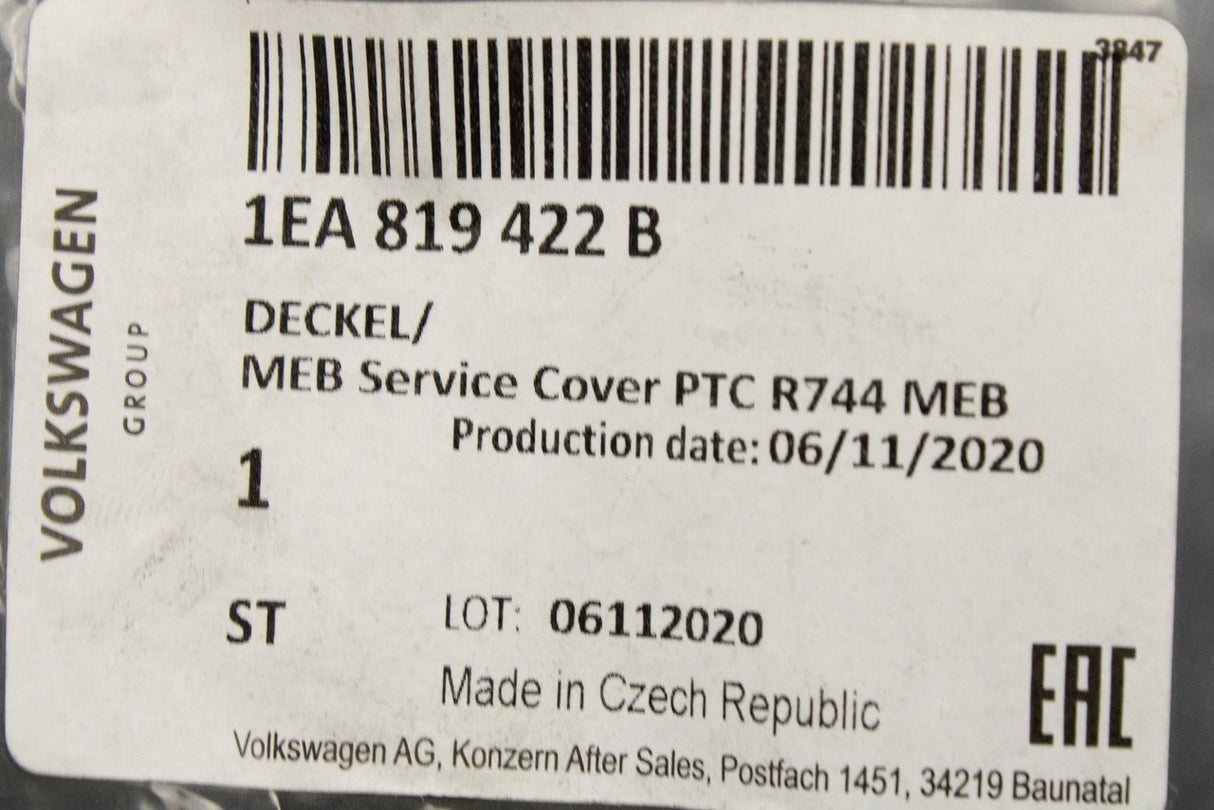 3847
1EA 819 422 B
DECKEL/
MEB Service Cover PTC R744 MEB
Production date: 06/11/2020
1
ST
LOT: 06112020
Made in Czech Republic
Volkswagen AG, Konzern After Sales, Postfach 1451, 34219 Baunatal
EAC
VOLKSWAGEN
GROUP